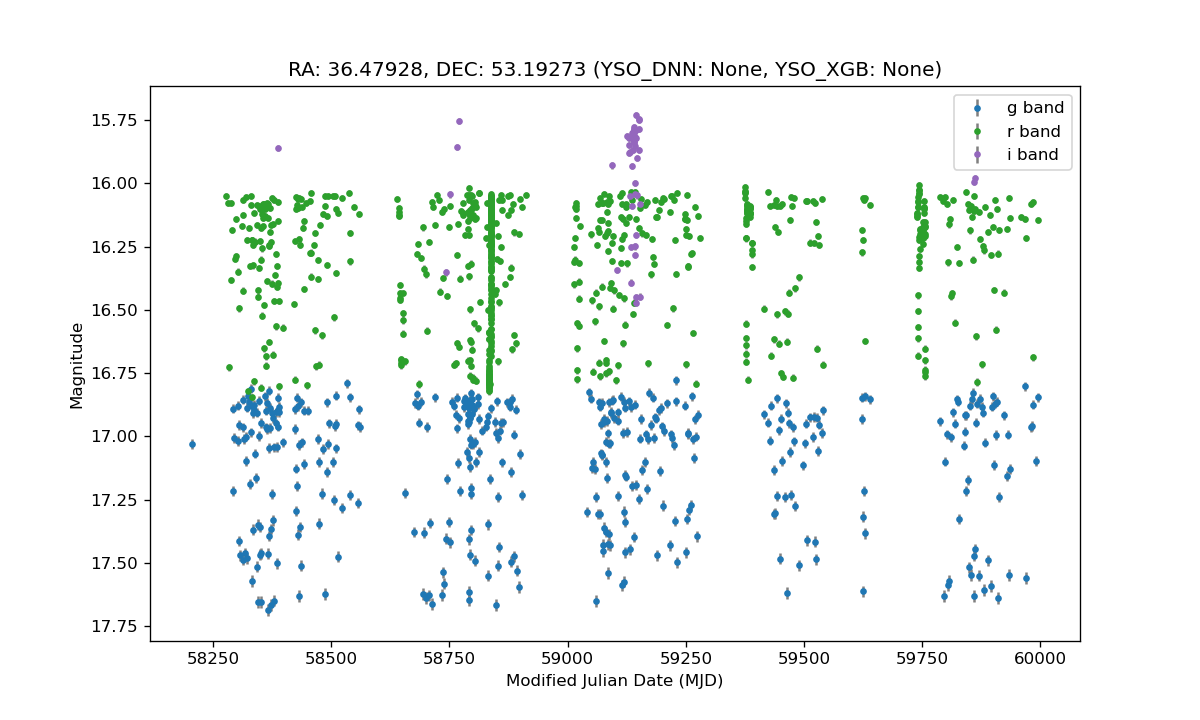 RA: 36.47928, DEC: 53.19273 (YSO_DNN: None, YSO_XGB: None)
g band
r band
i band
15.75
16.00
16.25
16.50
16.75
17.00
17.25
17.50
17.75
Magnitude
58250 58500 58750 59000 59250 59500 59750 60000
Modified Julian Date (MJD)